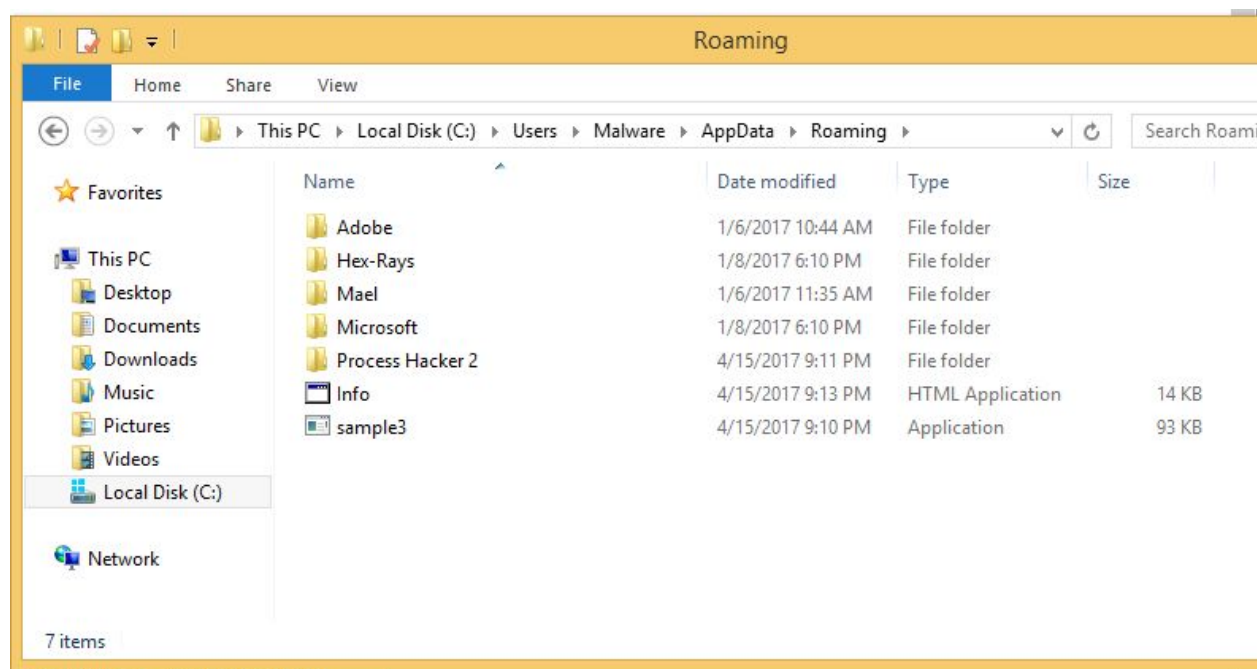 Roaming
File Home Share View
This PC Local Disk (C:) Users Malware AppData Roaming Search Roami
Name Date modified Type Size
Favorites
This PC
Desktop
Documents
Downloads
Music
Pictures
Videos
Local Disk (C:)
Network
Adobe 1/6/2017 10:44 AM File folder
Hex-Rays 1/8/2017 6:10 PM File folder
Mael 1/6/2017 11:35 AM File folder
Microsoft 1/8/2017 6:10 PM File folder
Process Hacker 2 4/15/2017 9:11 PM File folder
Info 4/15/2017 9:13 PM HTML Application 14 KB
sample3 4/15/2017 9:10 PM Application 93 KB
7 items